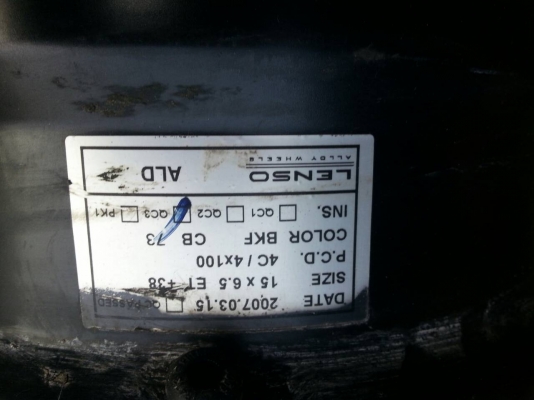 DATE 2007.03.15 PASSED
SIZE 15 x 6.5 ET +38
P.C.D. 4C / 4x100
COLOR BKF CB 73
INS. QC1 QC2 QC3 PK1
LENSO ALD
ALLOY WHEELS